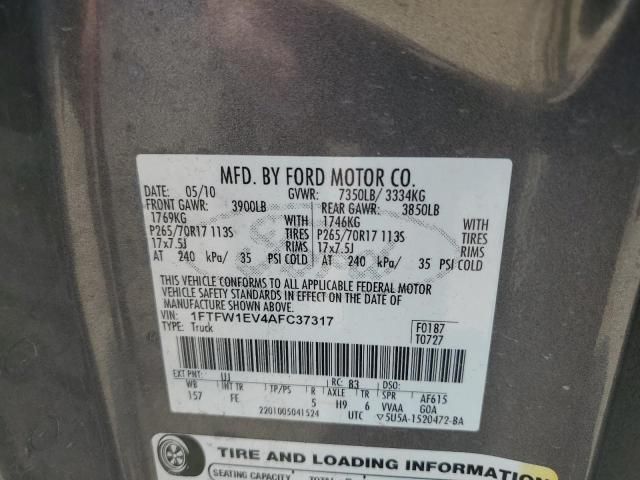 MFD. BY FORD MOTOR CO.
DATE: 05/10 GVWR: 7350LB/ 3334KG
FRONT GAWR: 3900LB REAR GAWR: 3850LB
1769KG WITH 1746KG WITH
P265/70R17 113S TIRES P265/70R17 113S TIRES
17x7.5J RIMS 17x7.5J RIMS
AT 240 kPa/ 35 PSI COLD AT 240 kPa/ 35 PSI COLD
THIS VEHICLE CONFORMS TO ALL APPLICABLE FEDERAL MOTOR
VEHICLE SAFETY STANDARDS IN EFFECT ON THE DATE OF
MANUFACTURE SHOWN ABOVE.
VIN: 1FTFW1EV4AFC37317
TYPE: Truck
F0187
T0727
EXT PNT: UJ RC: 83 DSO:
WB INT TR TP/PS R AXLE TR SPR AF615
157 FE 5 H9 6 VVAA G0A
2201005041524 UTC ▽5U5A-1520472-BA
TIRE AND LOADING INFORMATION
SEATING CAPACITY